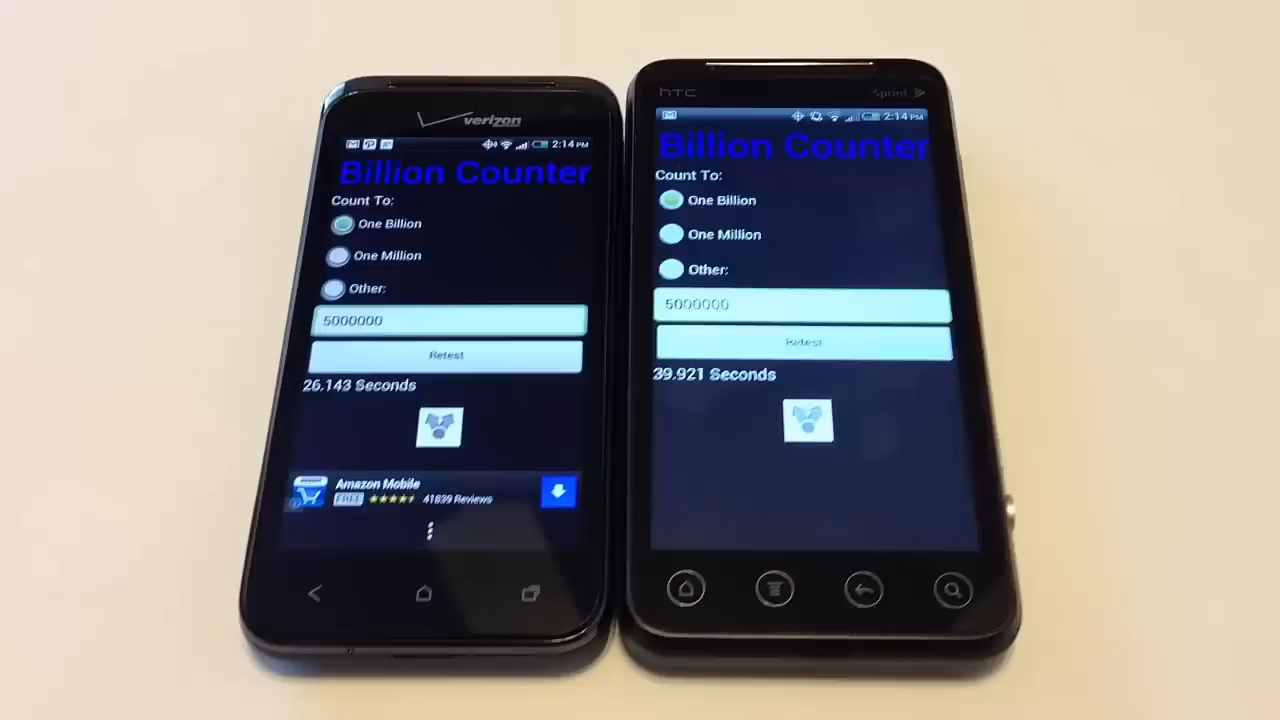 verizon
2:14 PM
Billion Counter
Count To:
One Billion
One Million
Other:
5000000
Retest
26.143 Seconds
Amazon Mobile
FREE 41839 Reviews
hTC Sprint
2:14 PM
Billion Counter
Count To:
One Billion
One Million
Other:
5000000
Retest
39.921 Seconds